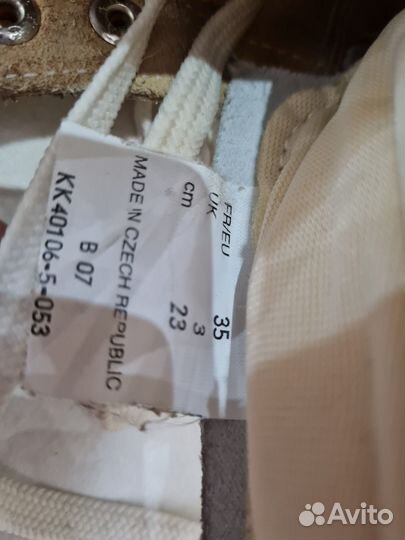 FR/EU 35
UK 3
cm 23
MADE IN CZECH REPUBLIC
B 07
KK40106-5-053
Avito